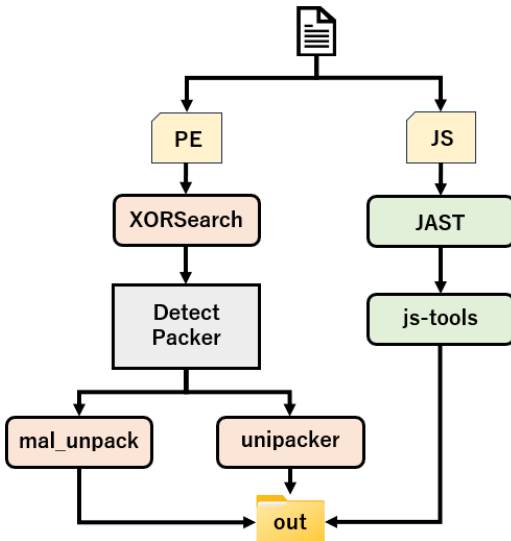 PE
JS
XORSearch
JAST
Detect
Packer
js-tools
mal_unpack
unipacker
out